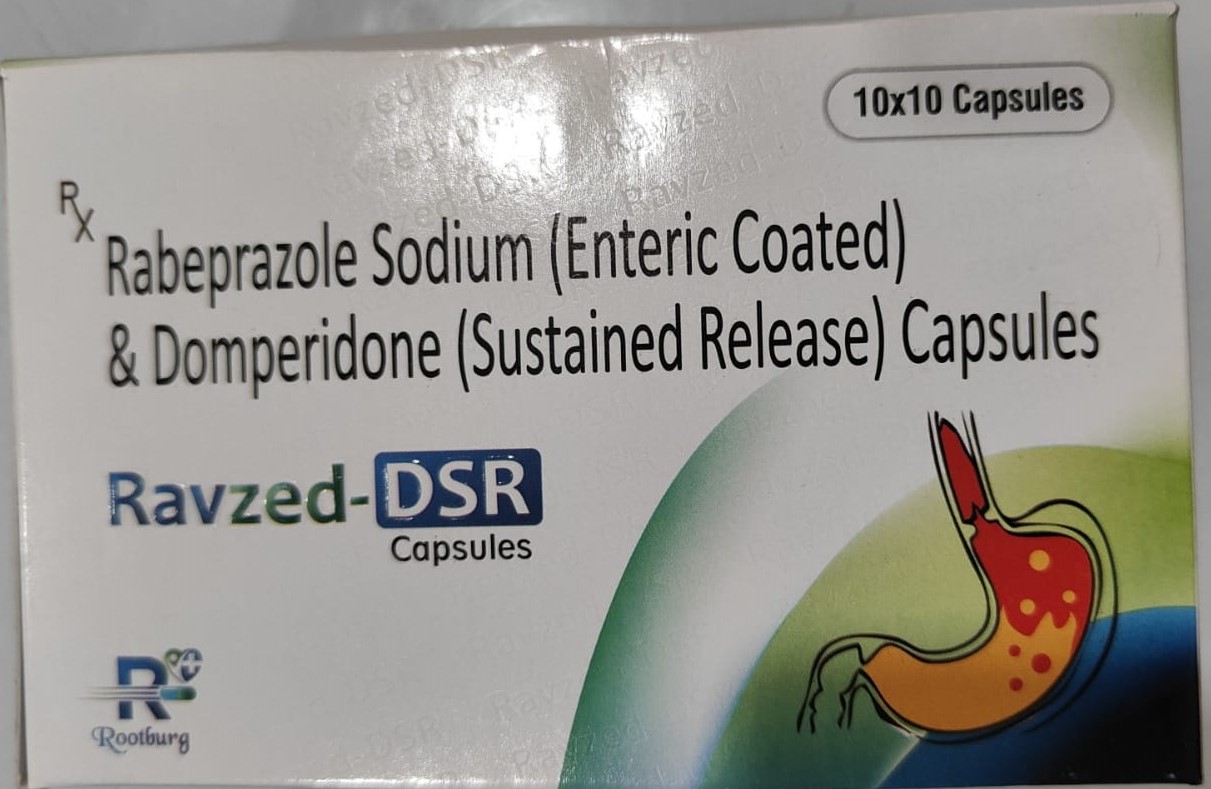 10x10 Capsules
Rx
Rabeprazole Sodium (Enteric Coated)
& Domperidone (Sustained Release) Capsules
Ravzed-DSR
Capsules
R
Rootburg